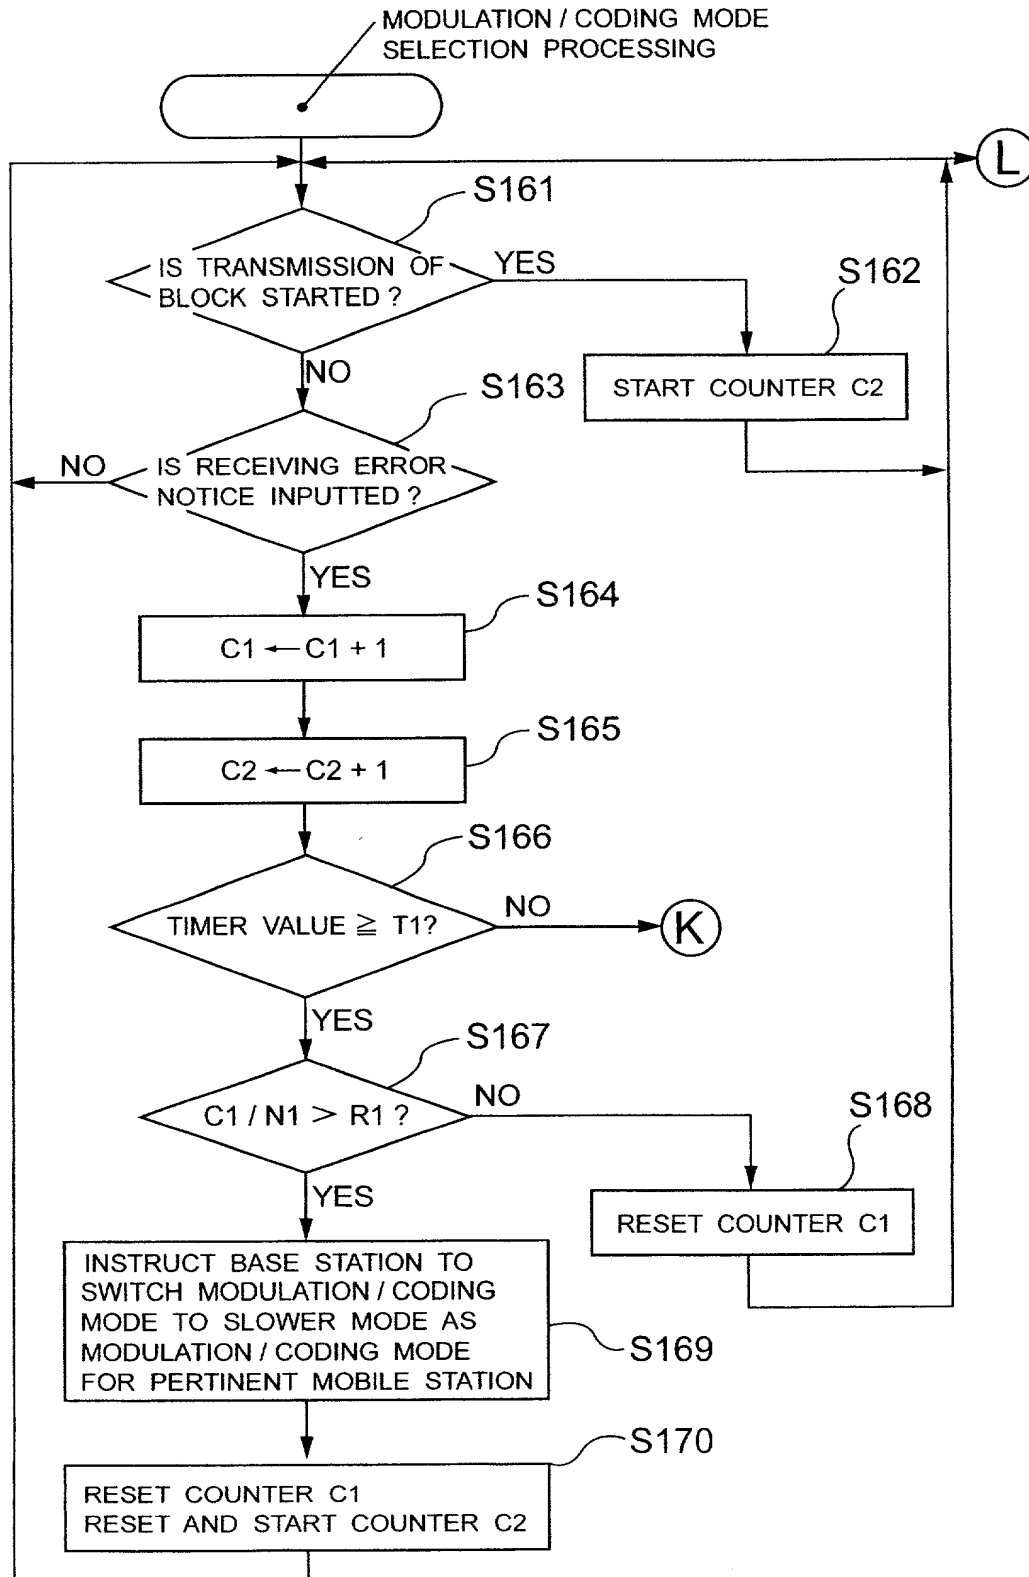 MODULATION / CODING MODE
SELECTION PROCESSING
L
S161
IS TRANSMISSION OF
BLOCK STARTED ?
YES
S162
START COUNTER C2
NO
S163
IS RECEIVING ERROR
NOTICE INPUTTED ?
NO
YES
S164
C1 ← C1 + 1
S165
C2 ← C2 + 1
S166
TIMER VALUE ≧ T1?
NO
K
YES
S167
C1 / N1 > R1 ?
NO
S168
RESET COUNTER C1
YES
INSTRUCT BASE STATION TO
SWITCH MODULATION / CODING
MODE TO SLOWER MODE AS
MODULATION / CODING MODE
FOR PERTINENT MOBILE STATION
S169
S170
RESET COUNTER C1
RESET AND START COUNTER C2